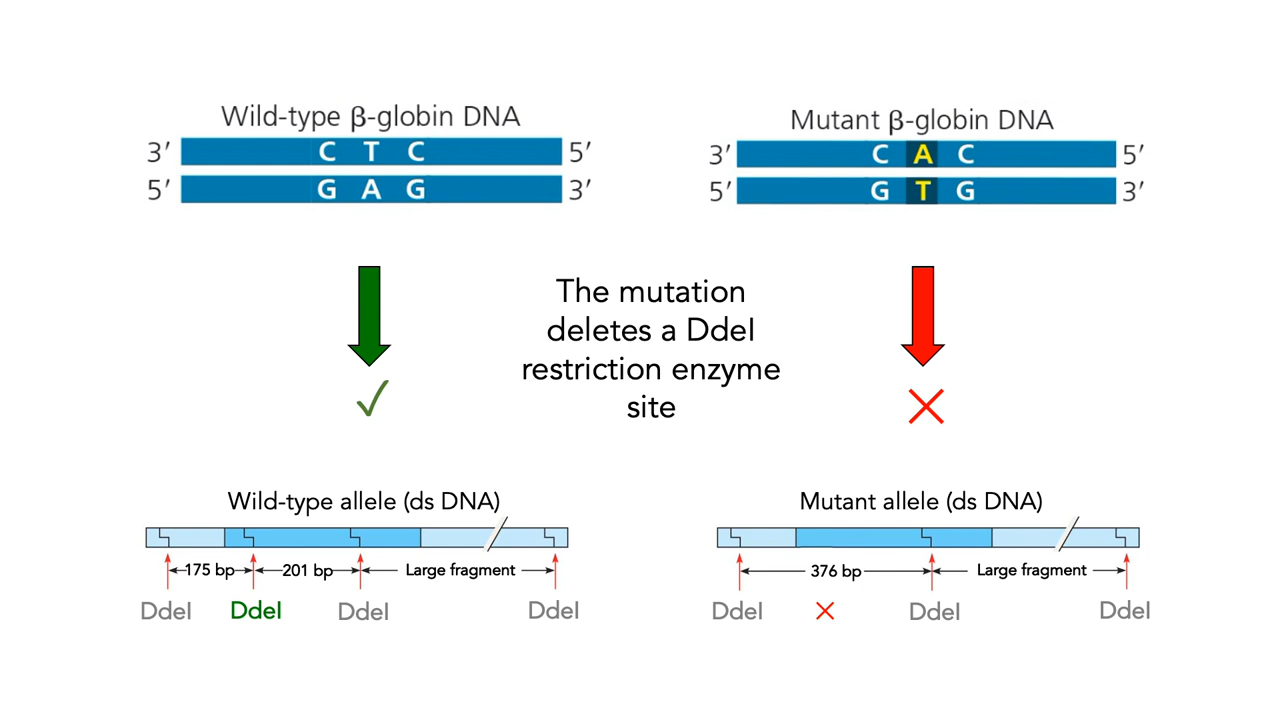 Wild-type β-globin DNA
3′ C T C 5′
5′ G A G 3′
Mutant β-globin DNA
3′ C A C 5′
5′ G T G 3′
The mutation
deletes a DdeI
restriction enzyme
site
Wild-type allele (ds DNA)
175 bp 201 bp Large fragment
DdeI DdeI DdeI DdeI
Mutant allele (ds DNA)
376 bp Large fragment
DdeI DdeI DdeI